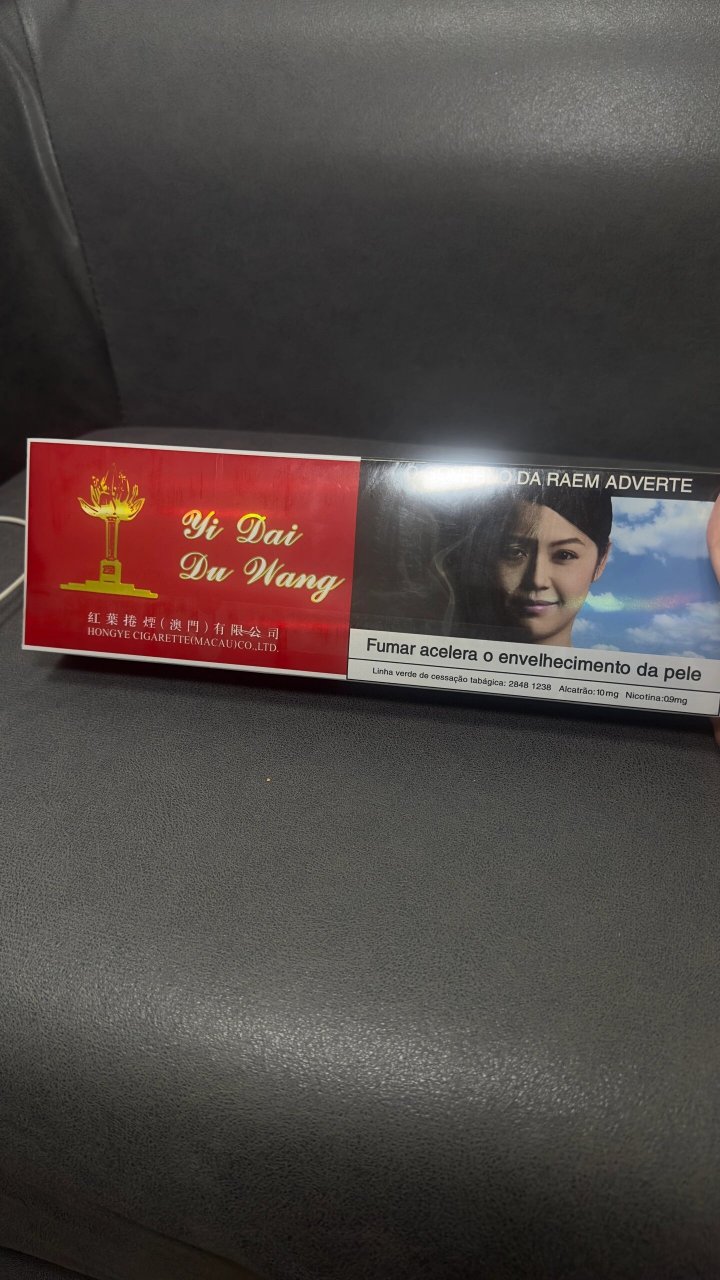 Yi Dai
Du Wang
紅葉捲煙(澳門)有限公司
HONGYE CIGARETTE(MACAU)CO.,LTD.
DA RAEM ADVERTE
Fumar acelera o envelhecimento da pele
Linha verde de cessação tabágica: 2848 1238 Alcatrão:10mg Nicotina:0.9mg